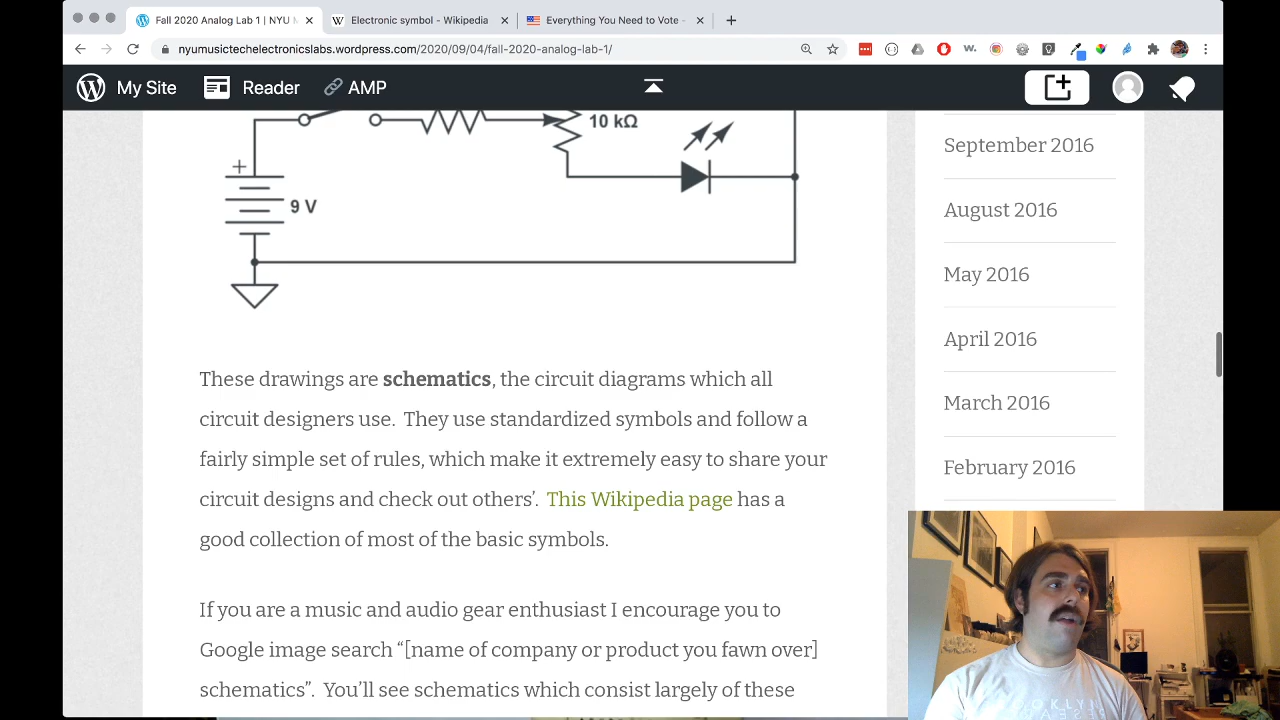 Fall 2020 Analog Lab 1 | NYU M
Electronic symbol - Wikipedia
Everything You Need to Vote -
nyumusictechelectronicslabs.wordpress.com/2020/09/04/fall-2020-analog-lab-1/
My Site
Reader
AMP
10 kΩ
+
9 V
These drawings are schematics, the circuit diagrams which all
circuit designers use. They use standardized symbols and follow a
fairly simple set of rules, which make it extremely easy to share your
circuit designs and check out others’. This Wikipedia page has a
good collection of most of the basic symbols.
If you are a music and audio gear enthusiast I encourage you to
Google image search “[name of company or product you fawn over]
schematics”. You’ll see schematics which consist largely of these
September 2016
August 2016
May 2016
April 2016
March 2016
February 2016